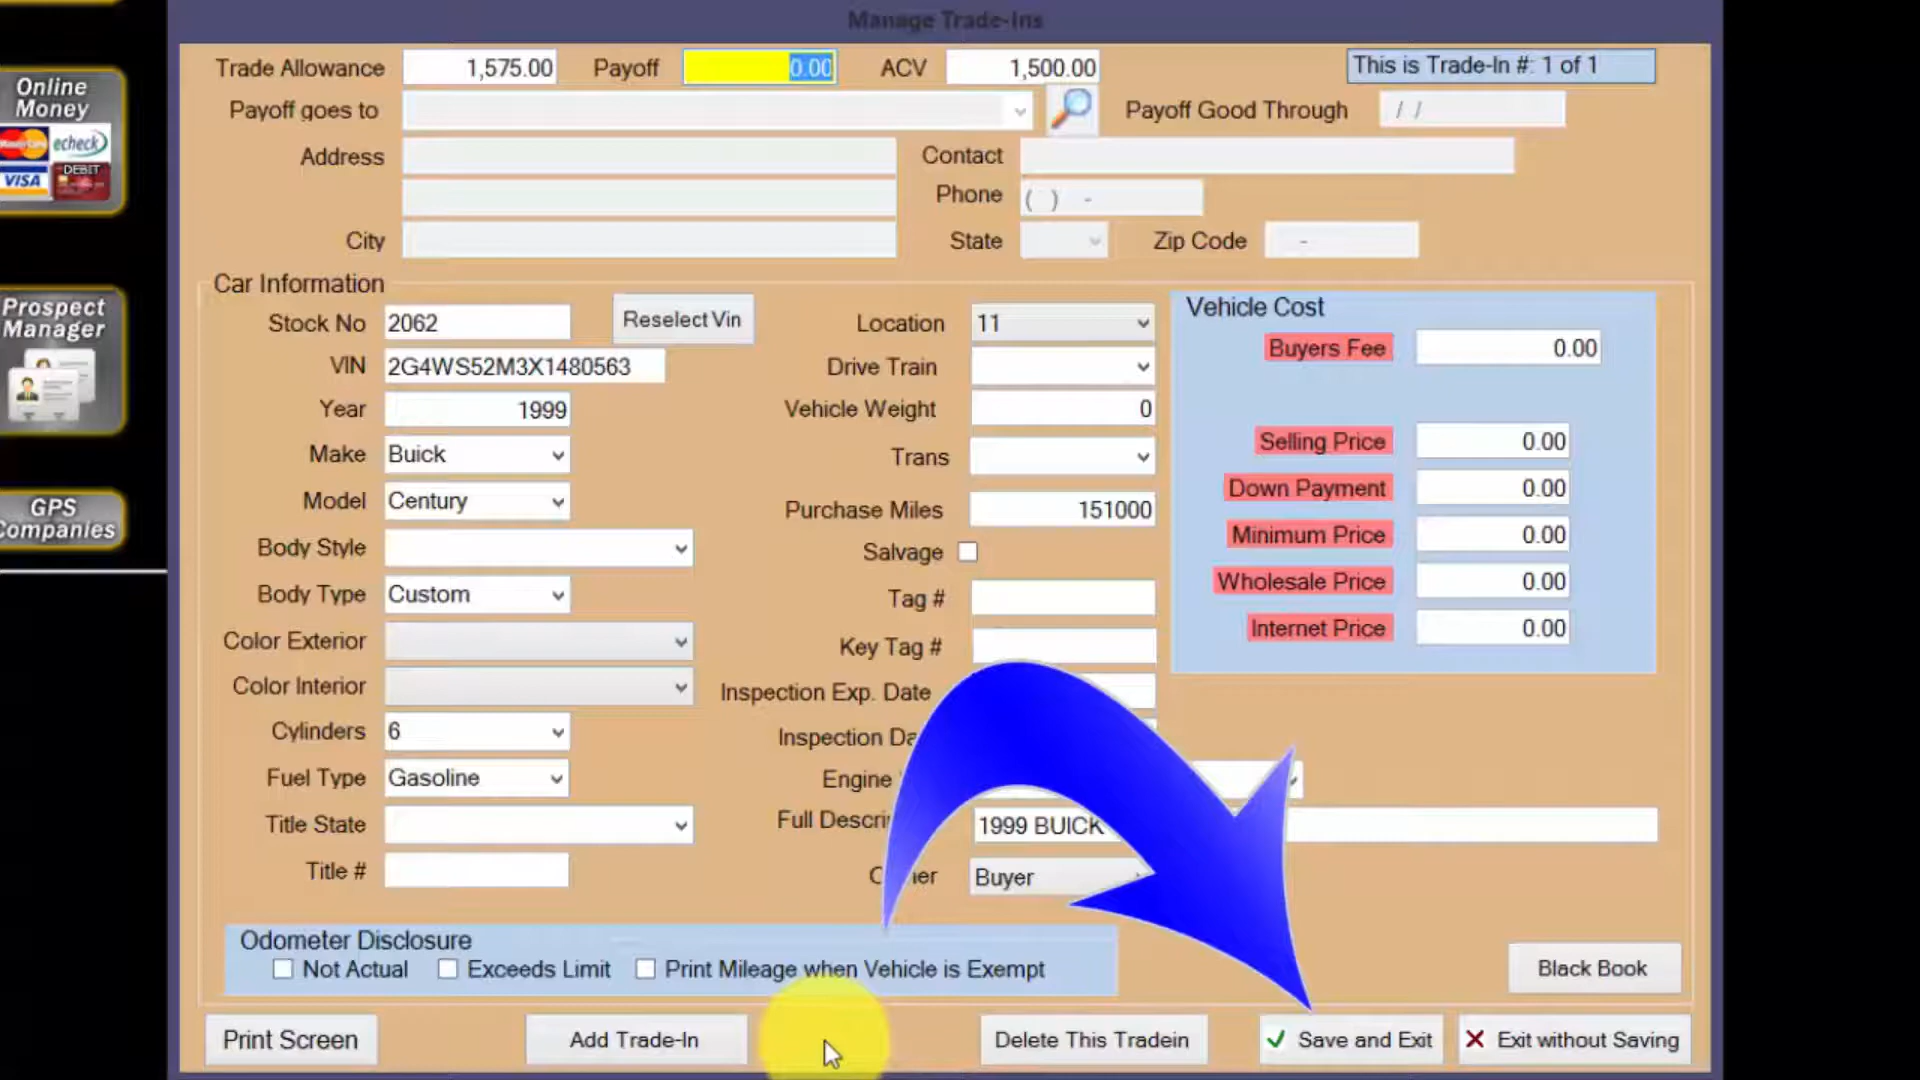 Manage Trade-Ins
Trade Allowance 1,575.00 Payoff 0.00 ACV 1,500.00 This is Trade-In #: 1 of 1
Payoff goes to Payoff Good Through / /
Address Contact
Phone ( ) -
City State Zip Code -
Car Information
Stock No 2062 Reselect Vin Location 11
VIN 2G4WS52M3X1480563 Drive Train
Year 1999 Vehicle Weight 0
Make Buick Trans
Model Century Purchase Miles 151000
Body Style Salvage
Body Type Custom Tag #
Color Exterior Key Tag #
Color Interior Inspection Exp. Date
Cylinders 6 Inspection
Fuel Type Gasoline Engine
Title State Full 1999 BUICK
Title # Buyer
Vehicle Cost
Buyers Fee 0.00
Selling Price 0.00
Down Payment 0.00
Minimum Price 0.00
Wholesale Price 0.00
Internet Price 0.00
Odometer Disclosure
Not Actual Exceeds Limit Print Mileage when Vehicle is Exempt
Black Book
Print Screen Add Trade-In Delete This Tradein Save and Exit Exit without Saving
Online
Money
echeck
VISA DEBIT
Prospect
Manager
GPS
Companies